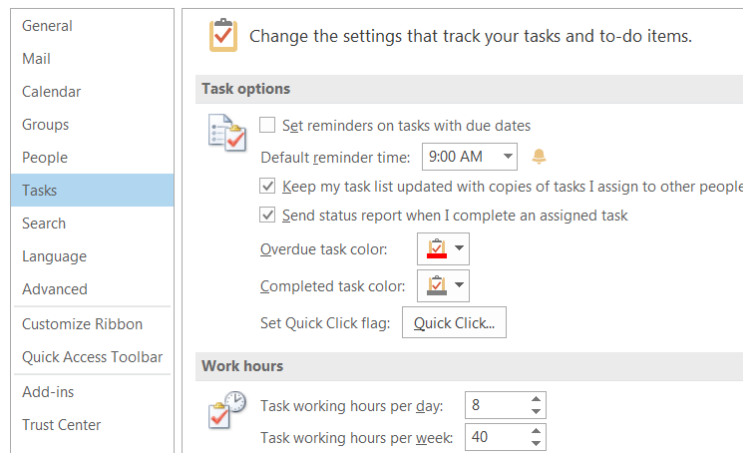 General
Mail
Calendar
Groups
People
Tasks
Search
Language
Advanced
Customize Ribbon
Quick Access Toolbar
Add-ins
Trust Center
Change the settings that track your tasks and to-do items.
Task options
Set reminders on tasks with due dates
Default reminder time: 9:00 AM
Keep my task list updated with copies of tasks I assign to other people
Send status report when I complete an assigned task
Overdue task color:
Completed task color:
Set Quick Click flag: Quick Click...
Work hours
Task working hours per day: 8
Task working hours per week: 40